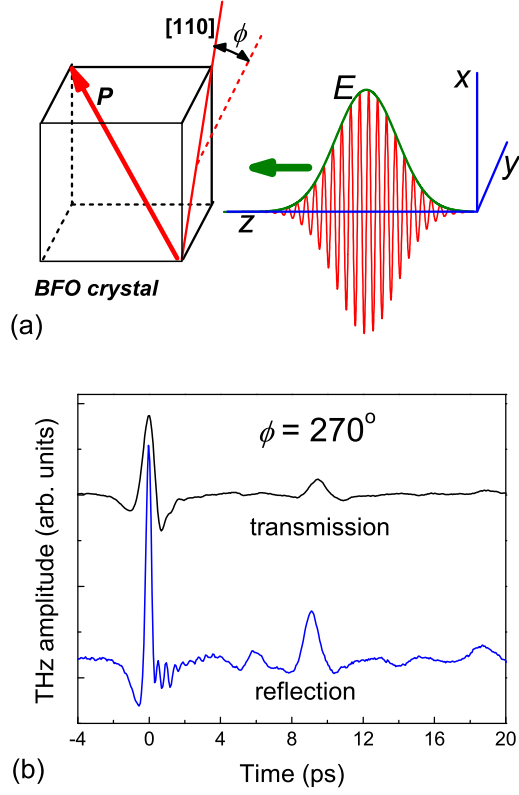 [110]
ϕ
P
E
x
y
z
BFO crystal
(a)
ϕ = 270°
transmission
reflection
THz amplitude (arb. units)
-4 0 4 8 12 16 20
Time (ps)
(b)